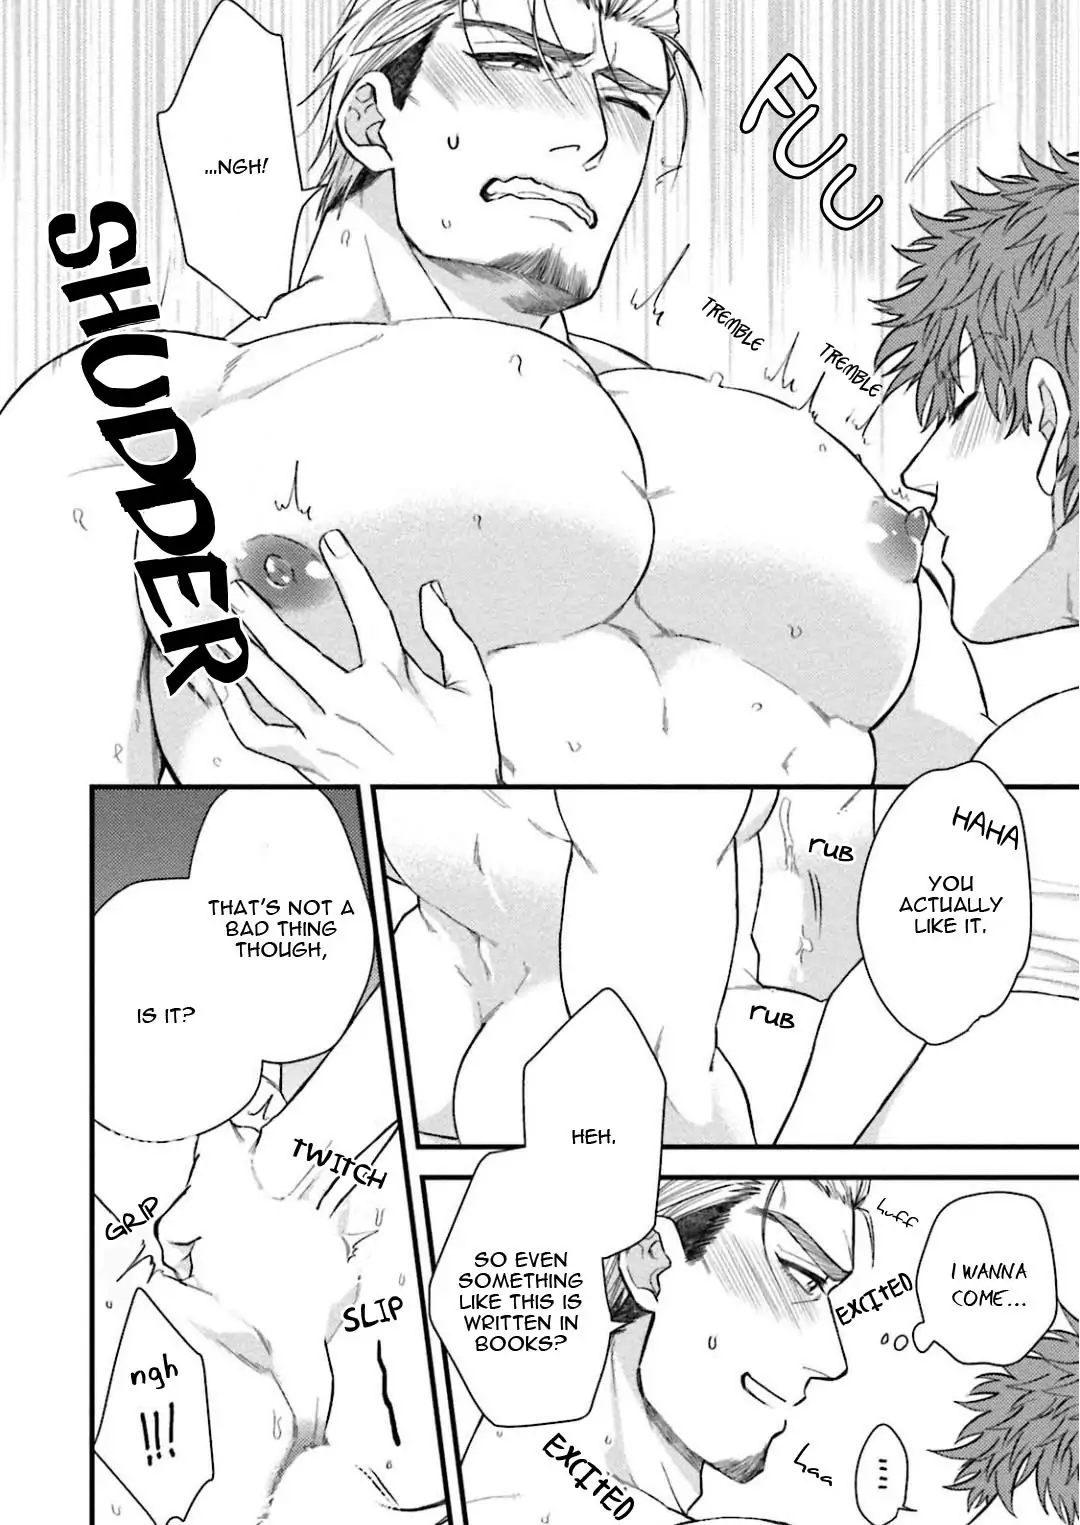 FUU
...NGH!
TREMBLE
TREMBLE
SHUDDER
HAHA
YOU
ACTUALLY
LIKE IT.
rub
rub
THAT'S NOT A
BAD THING
THOUGH,
IS IT?
TWITCH
GRIP
SLIP
ngh
!!!
HEH.
SO EVEN
SOMETHING
LIKE THIS IS
WRITTEN IN
BOOKS?
huff
EXCITED
I WANNA
COME...
EXCITED
haa
...